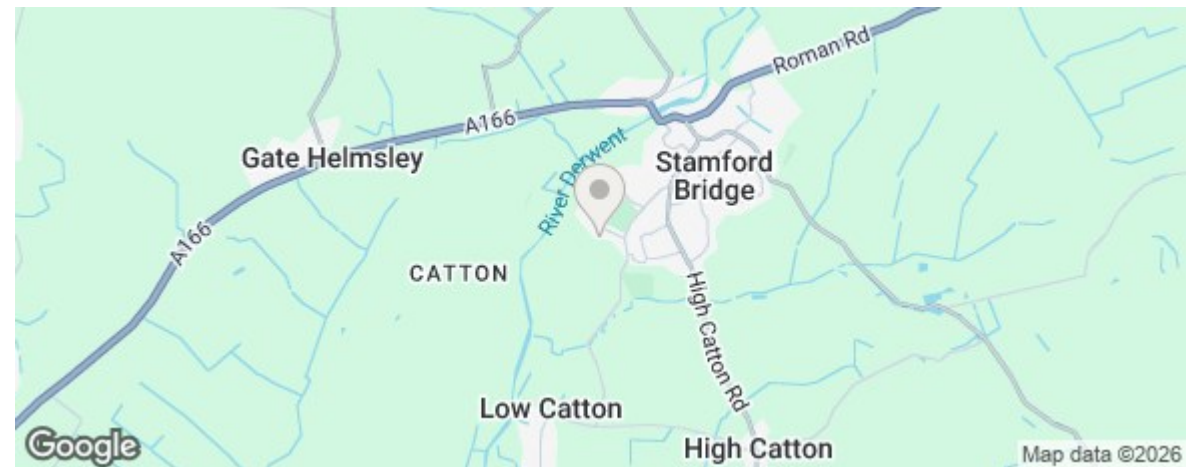 Roman Rd
A166
Gate Helmsley
River Derwent
Stamford
Bridge
A166
CATTON
High Catton Rd
Low Catton
High Catton
Google
Map data ©2026